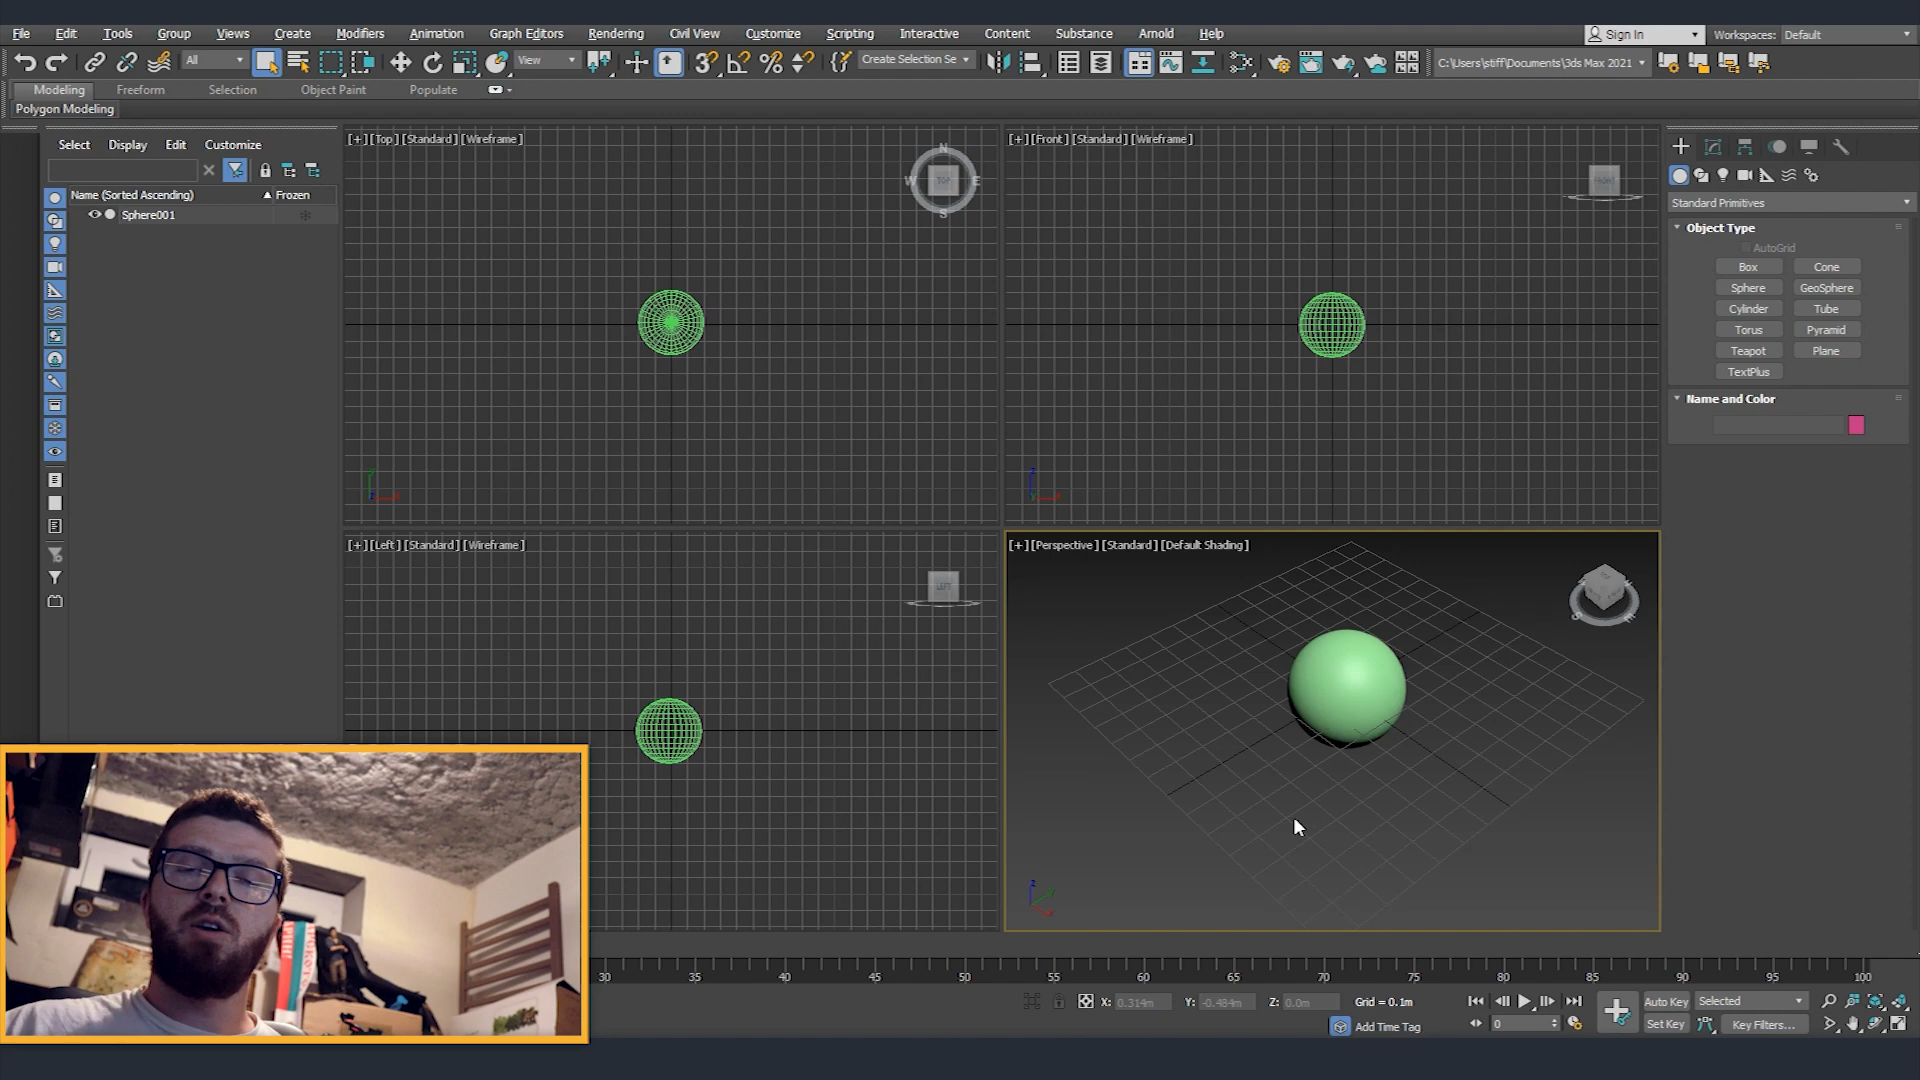 File Edit Tools Group Views Create Modifiers Animation Graph Editors Rendering Civil View Customize Scripting Interactive Content Substance Arnold Help Sign In Workspaces: Default
All View Create Selection Se C:\Users\stiff\Documents\3ds Max 2021
Modeling Freeform Selection Object Paint Populate
Polygon Modeling
Select Display Edit Customize
Name (Sorted Ascending) Frozen
Sphere001
[+] [Top] [Standard] [Wireframe]
N
W TOP E
S
[+] [Front] [Standard] [Wireframe]
FRONT
Standard Primitives
Object Type
AutoGrid
Box Cone
Sphere GeoSphere
Cylinder Tube
Torus Pyramid
Teapot Plane
TextPlus
Name and Color
[+] [Left] [Standard] [Wireframe]
LEFT
[+] [Perspective] [Standard] [Default Shading]
30 35 40 45 50 55 60 65 70 75 80 85 90 95 100
X: 0.314m Y: -0.484m Z: 0.0m Grid = 0.1m
Add Time Tag
0
Auto Key Selected
Set Key Key Filters...